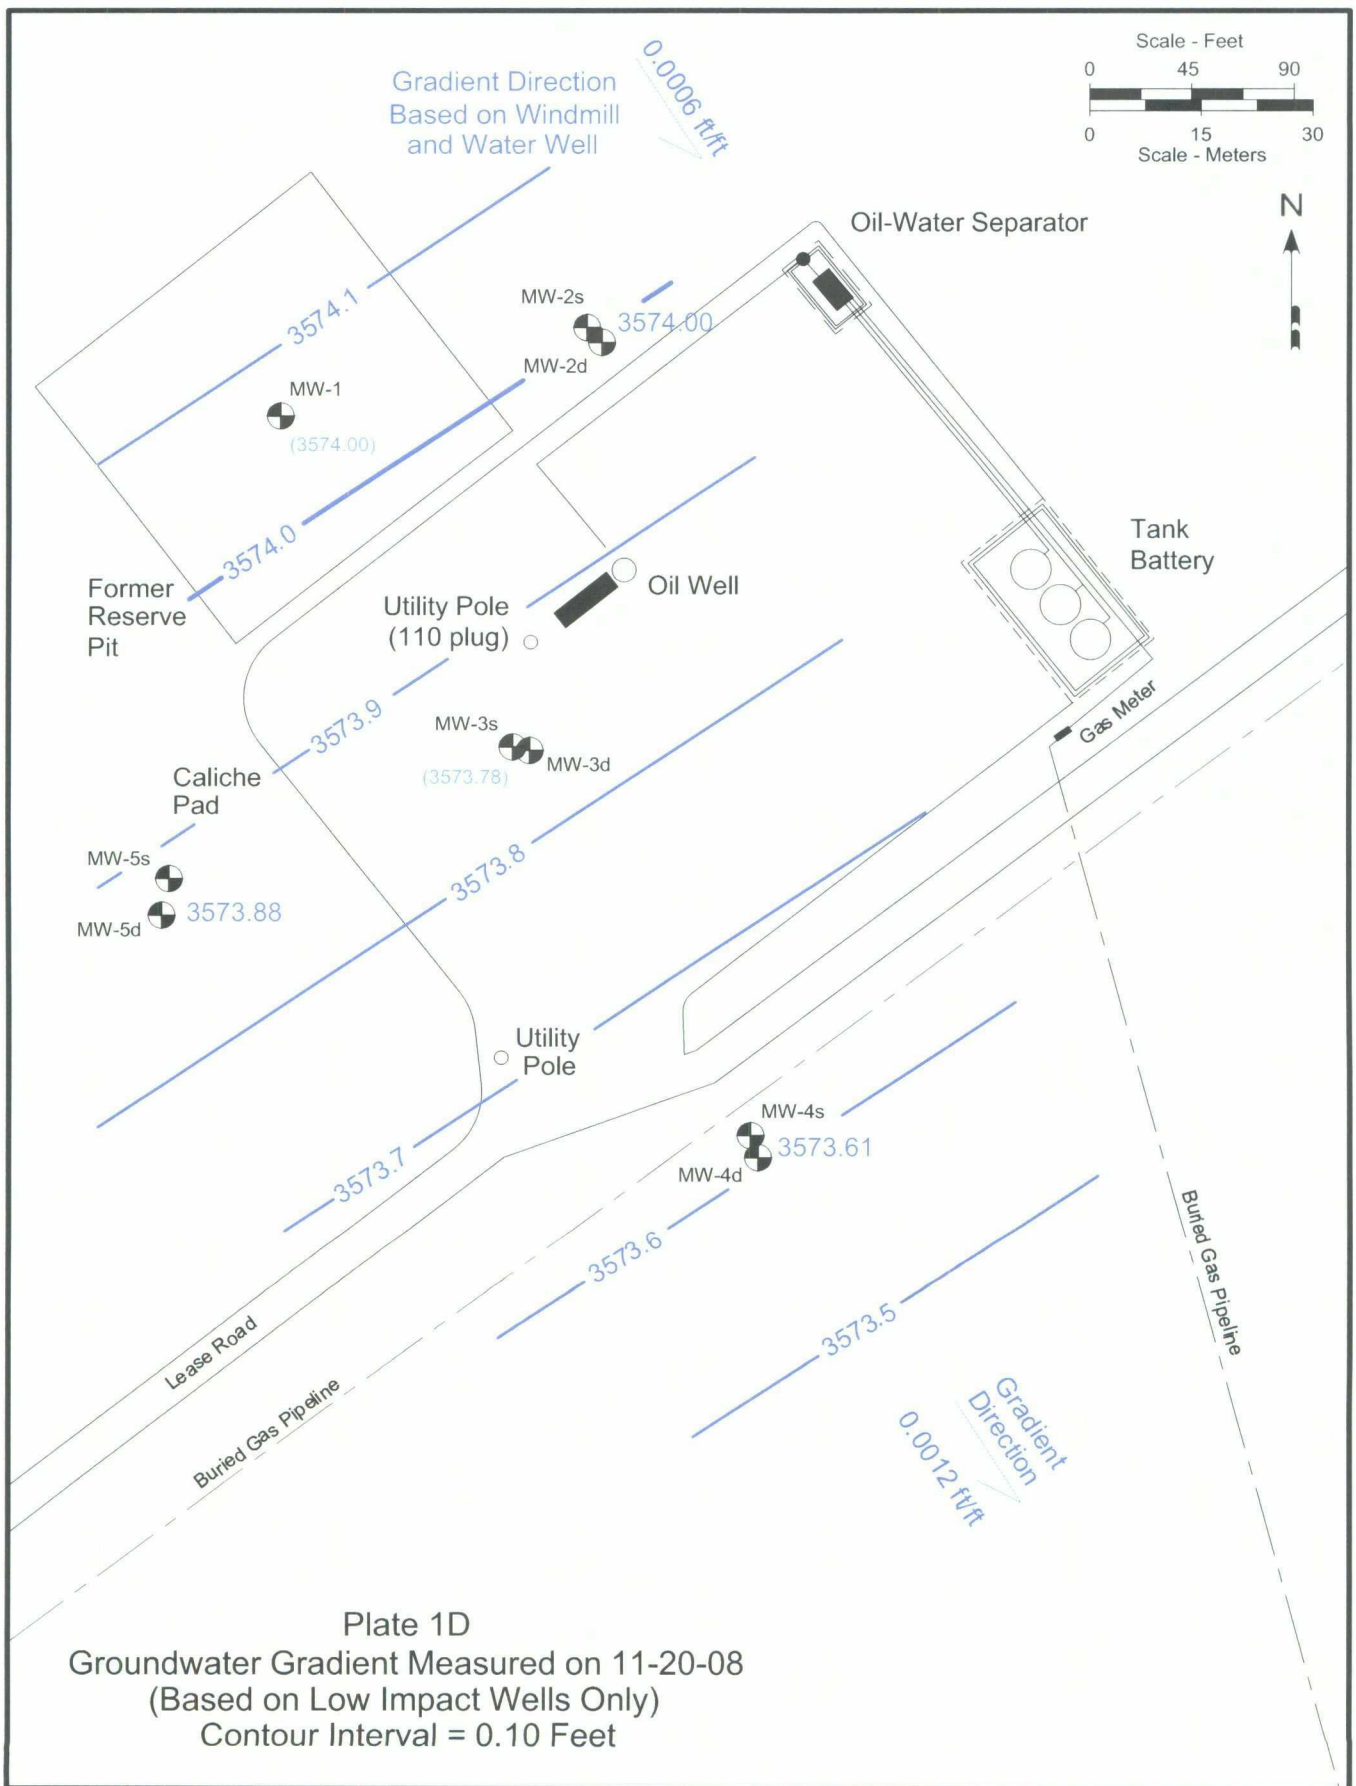 Scale - Feet
0 45 90
0 15 30
Scale - Meters
N
Gradient Direction
Based on Windmill
and Water Well
0.0006 ft/ft
Oil-Water Separator
3574.1
MW-2s
3574.00
MW-2d
MW-1
(3574.00)
3574.0
Tank
Battery
Former
Reserve
Pit
Utility Pole
(110 plug)
Oil Well
3573.9
Gas Meter
MW-3s
MW-3d
(3573.78)
Caliche
Pad
MW-5s
3573.88
MW-5d
3573.8
Utility
Pole
MW-4s
3573.61
MW-4d
3573.7
3573.6
Buried Gas Pipeline
3573.5
Lease Road
Buried Gas Pipeline
Gradient
Direction
0.0012 ft/ft
Plate 1D
Groundwater Gradient Measured on 11-20-08
(Based on Low Impact Wells Only)
Contour Interval = 0.10 Feet